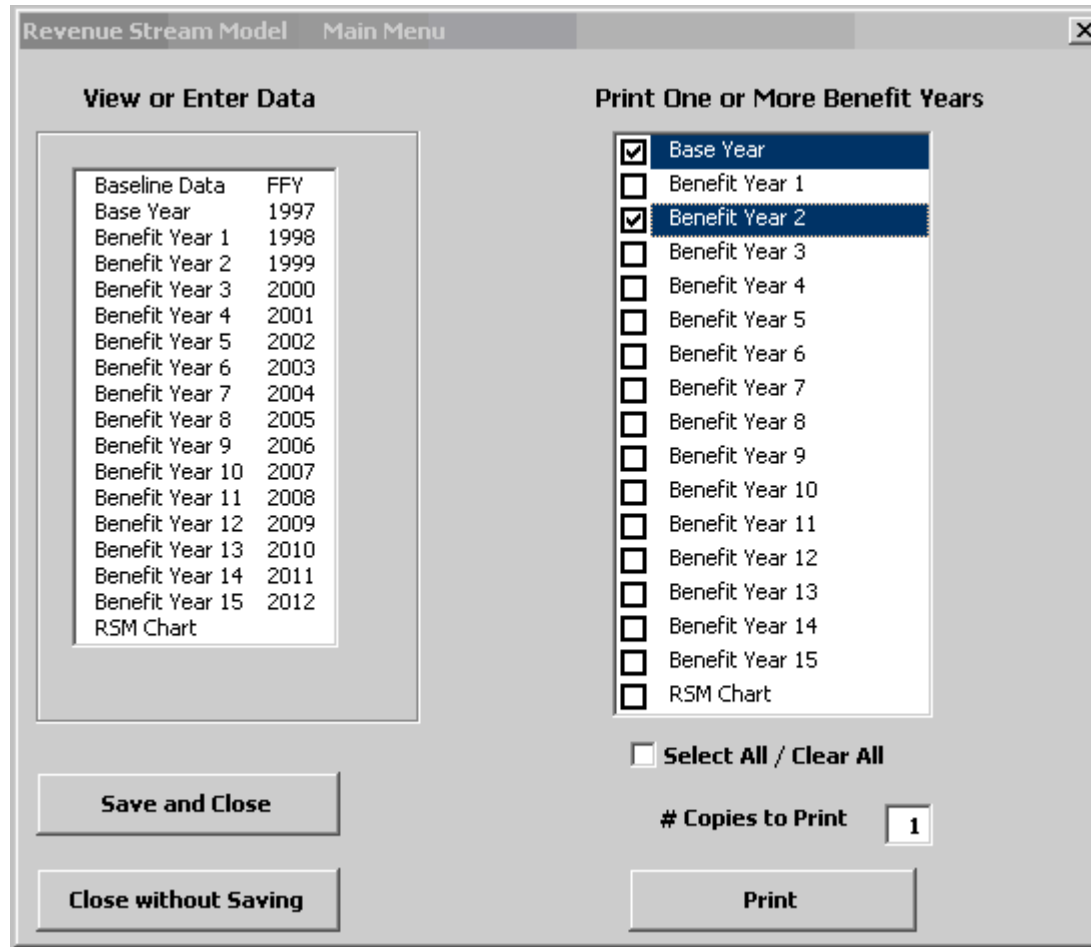 Revenue Stream Model Main Menu
View or Enter Data
Baseline Data FFY
Base Year 1997
Benefit Year 1 1998
Benefit Year 2 1999
Benefit Year 3 2000
Benefit Year 4 2001
Benefit Year 5 2002
Benefit Year 6 2003
Benefit Year 7 2004
Benefit Year 8 2005
Benefit Year 9 2006
Benefit Year 10 2007
Benefit Year 11 2008
Benefit Year 12 2009
Benefit Year 13 2010
Benefit Year 14 2011
Benefit Year 15 2012
RSM Chart
Save and Close
Close without Saving
Print One or More Benefit Years
Base Year
Benefit Year 1
Benefit Year 2
Benefit Year 3
Benefit Year 4
Benefit Year 5
Benefit Year 6
Benefit Year 7
Benefit Year 8
Benefit Year 9
Benefit Year 10
Benefit Year 11
Benefit Year 12
Benefit Year 13
Benefit Year 14
Benefit Year 15
RSM Chart
Select All / Clear All
# Copies to Print 1
Print